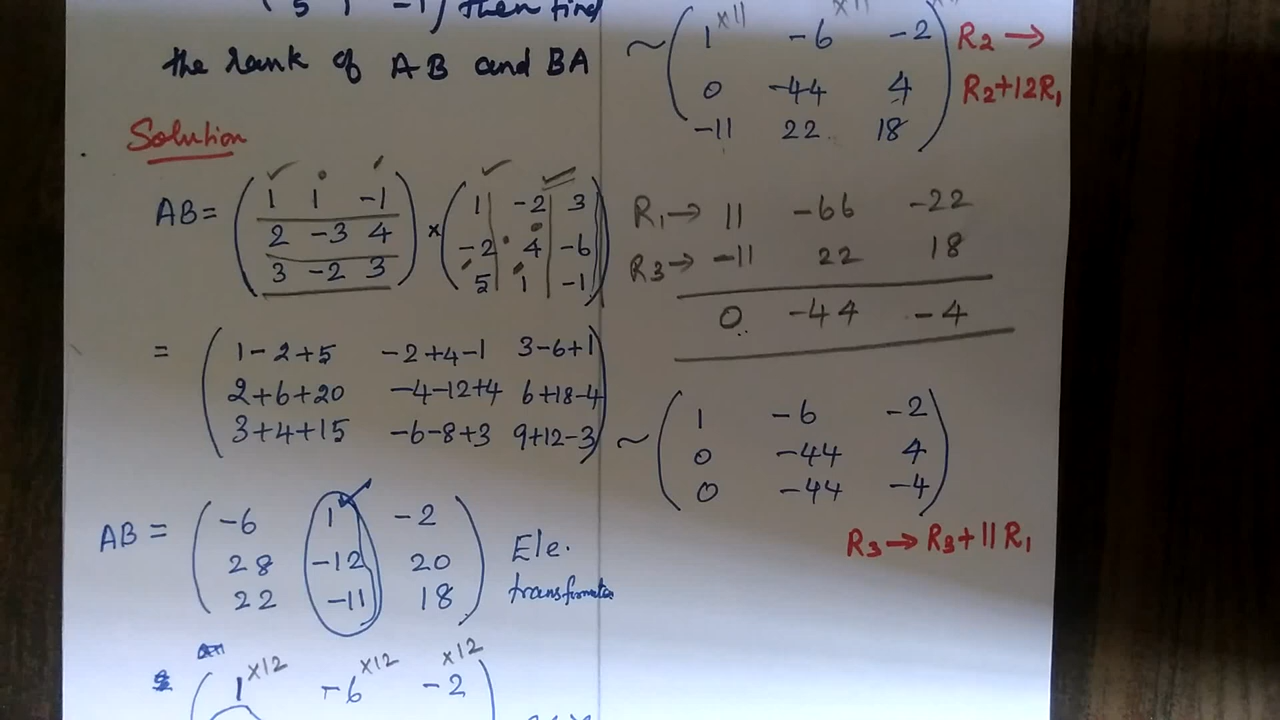 ( 5 1 -1 ) then find
the rank of AB and BA
Solution
AB= ( 1 1 -1
2 -3 4
3 -2 3 ) × ( 1 -2 3
-2 4 -6
5 1 -1 )
= ( 1-2+5 -2+4-1 3-6+1
2+6+20 -4-12+4 6+18-4
3+4+15 -6-8+3 9+12-3 )
AB = ( -6 1 -2
28 -12 20
22 -11 18 ) Ele.
transformation
( 1 ×12 -6 ×12 -2 ×12 )
~ ( 1 ×11 -6 ×11 -2 R2 →
0 -44 4 R2+12R1
-11 22 18 )
R1→ 11 -66 -22
R3→ -11 22 18
0 -44 -4
~ ( 1 -6 -2
0 -44 4
0 -44 -4 )
R3→R3+11R1